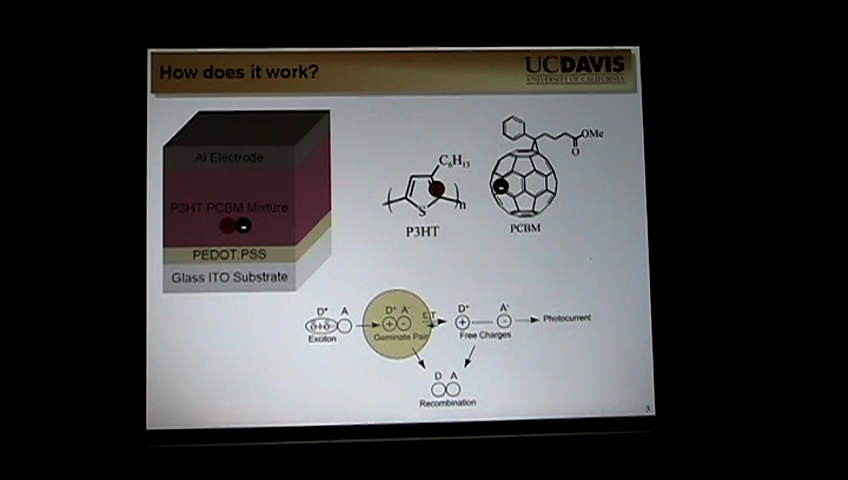 How does it work?
UCDAVIS
UNIVERSITY OF CALIFORNIA
Al Electrode
P3HT:PCBM Mixture
-
PEDOT:PSS
Glass ITO Substrate
C₆H₁₃
S
n
P3HT
OMe
O
-
PCBM
D* A
δ+δ-
Exciton
D⁺ A⁻
+ -
Geminate Pair
E,T
D⁺ A⁻
+ -
Free Charges
Photocurrent
D A
Recombination
3